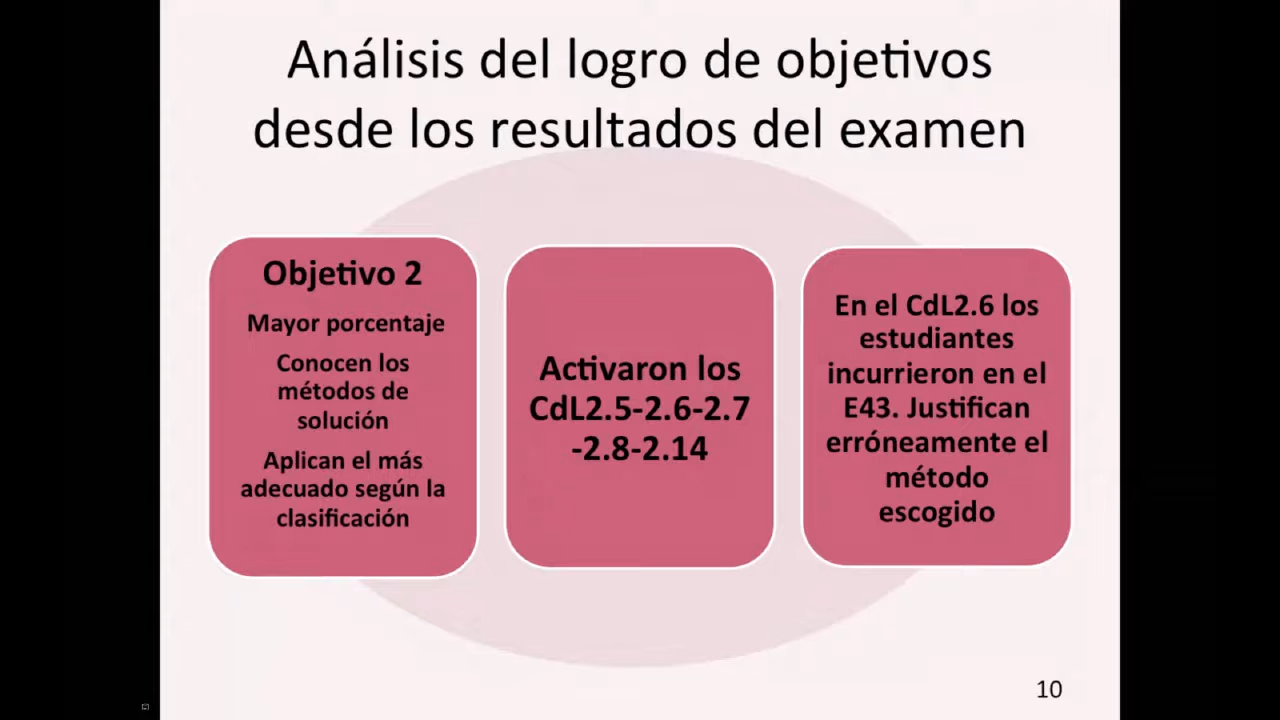 Análisis del logro de objetivos
desde los resultados del examen
Objetivo 2
Mayor porcentaje
Conocen los
métodos de
solución
Aplican el más
adecuado según la
clasificación
Activaron los
CdL2.5-2.6-2.7
-2.8-2.14
En el CdL2.6 los
estudiantes
incurrieron en el
E43. Justifican
erróneamente el
método
escogido
10